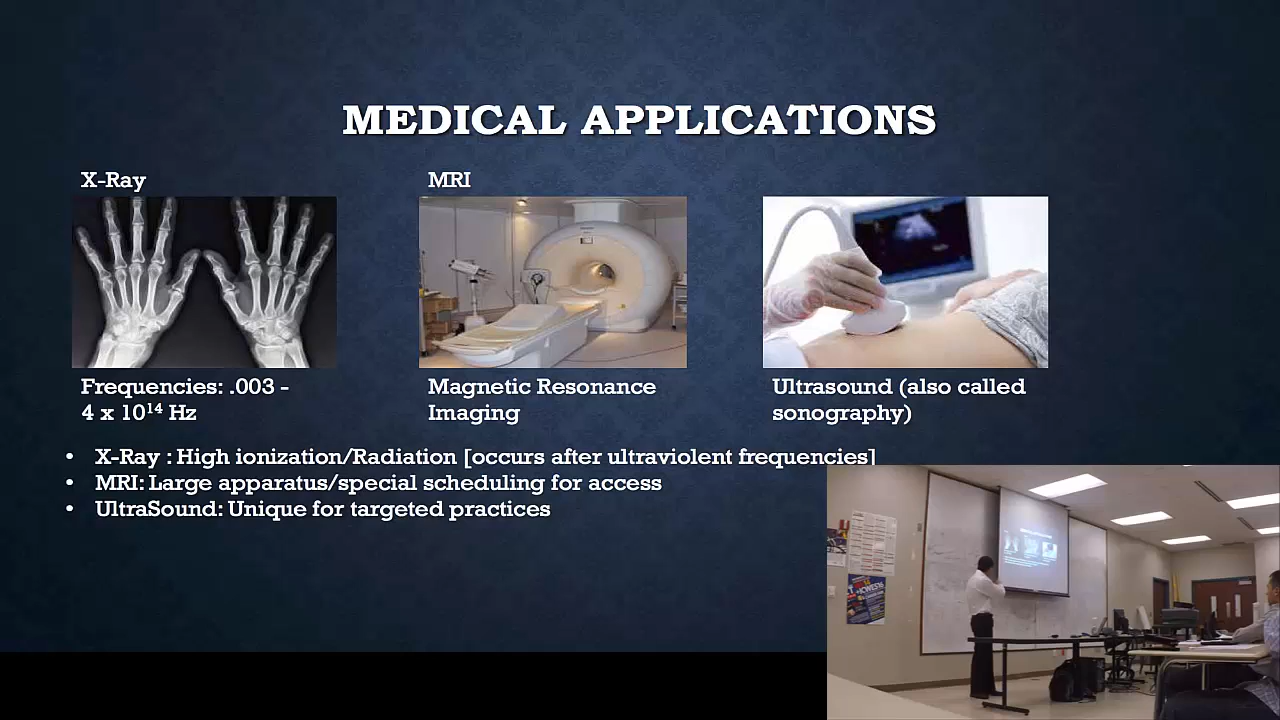 MEDICAL APPLICATIONS
X-Ray
MRI
Frequencies: .003 -
4 x 10¹⁴ Hz
Magnetic Resonance
Imaging
Ultrasound (also called
sonography)
• X-Ray : High ionization/Radiation [occurs after ultraviolent frequencies]
• MRI: Large apparatus/special scheduling for access
• UltraSound: Unique for targeted practices